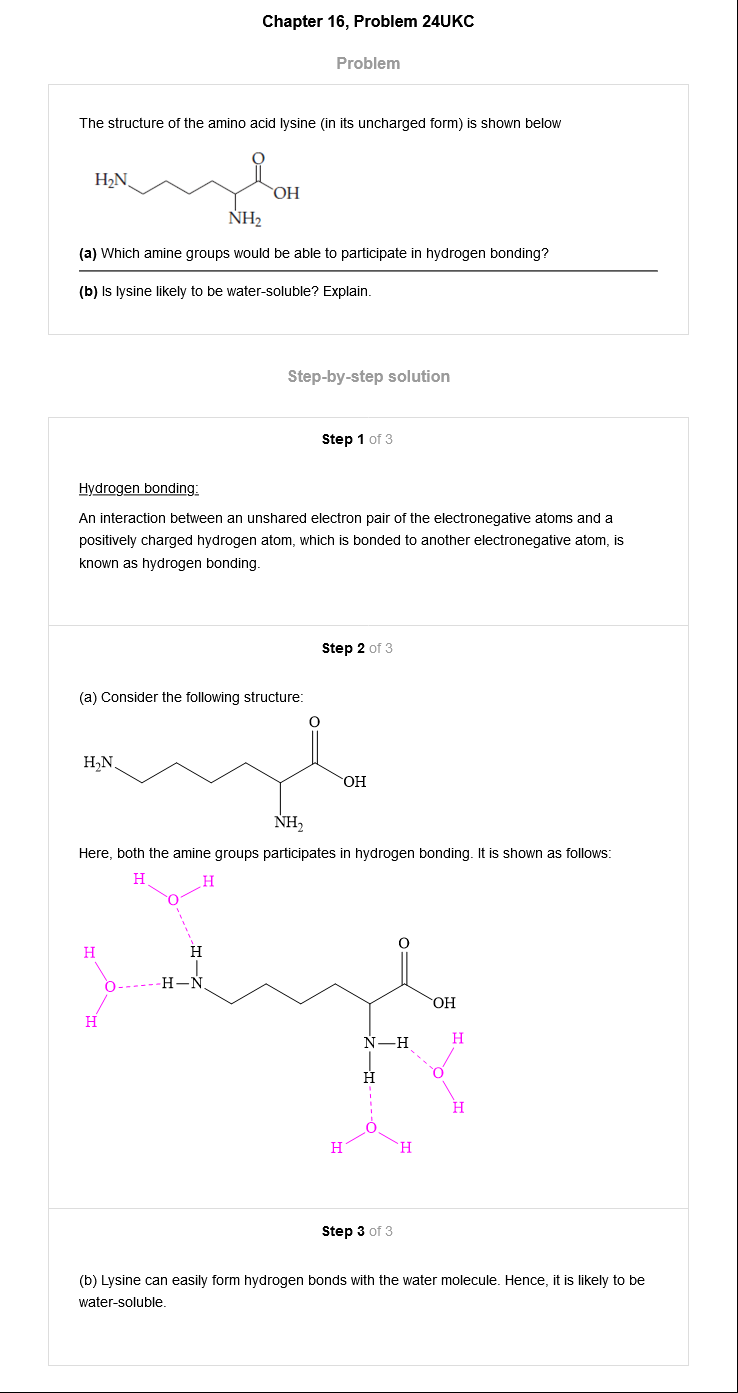 Chapter 16, Problem 24UKC
Problem
The structure of the amino acid lysine (in its uncharged form) is shown below
O
H₂N
OH
NH₂
(a) Which amine groups would be able to participate in hydrogen bonding?
(b) Is lysine likely to be water-soluble? Explain.
Step-by-step solution
Step 1 of 3
Hydrogen bonding:
An interaction between an unshared electron pair of the electronegative atoms and a
positively charged hydrogen atom, which is bonded to another electronegative atom, is
known as hydrogen bonding.
Step 2 of 3
(a) Consider the following structure:
O
H₂N
OH
NH₂
Here, both the amine groups participates in hydrogen bonding. It is shown as follows:
H H
O
H H O
O H–N
H OH
N–H H
O
H
H
O
H H
Step 3 of 3
(b) Lysine can easily form hydrogen bonds with the water molecule. Hence, it is likely to be
water-soluble.